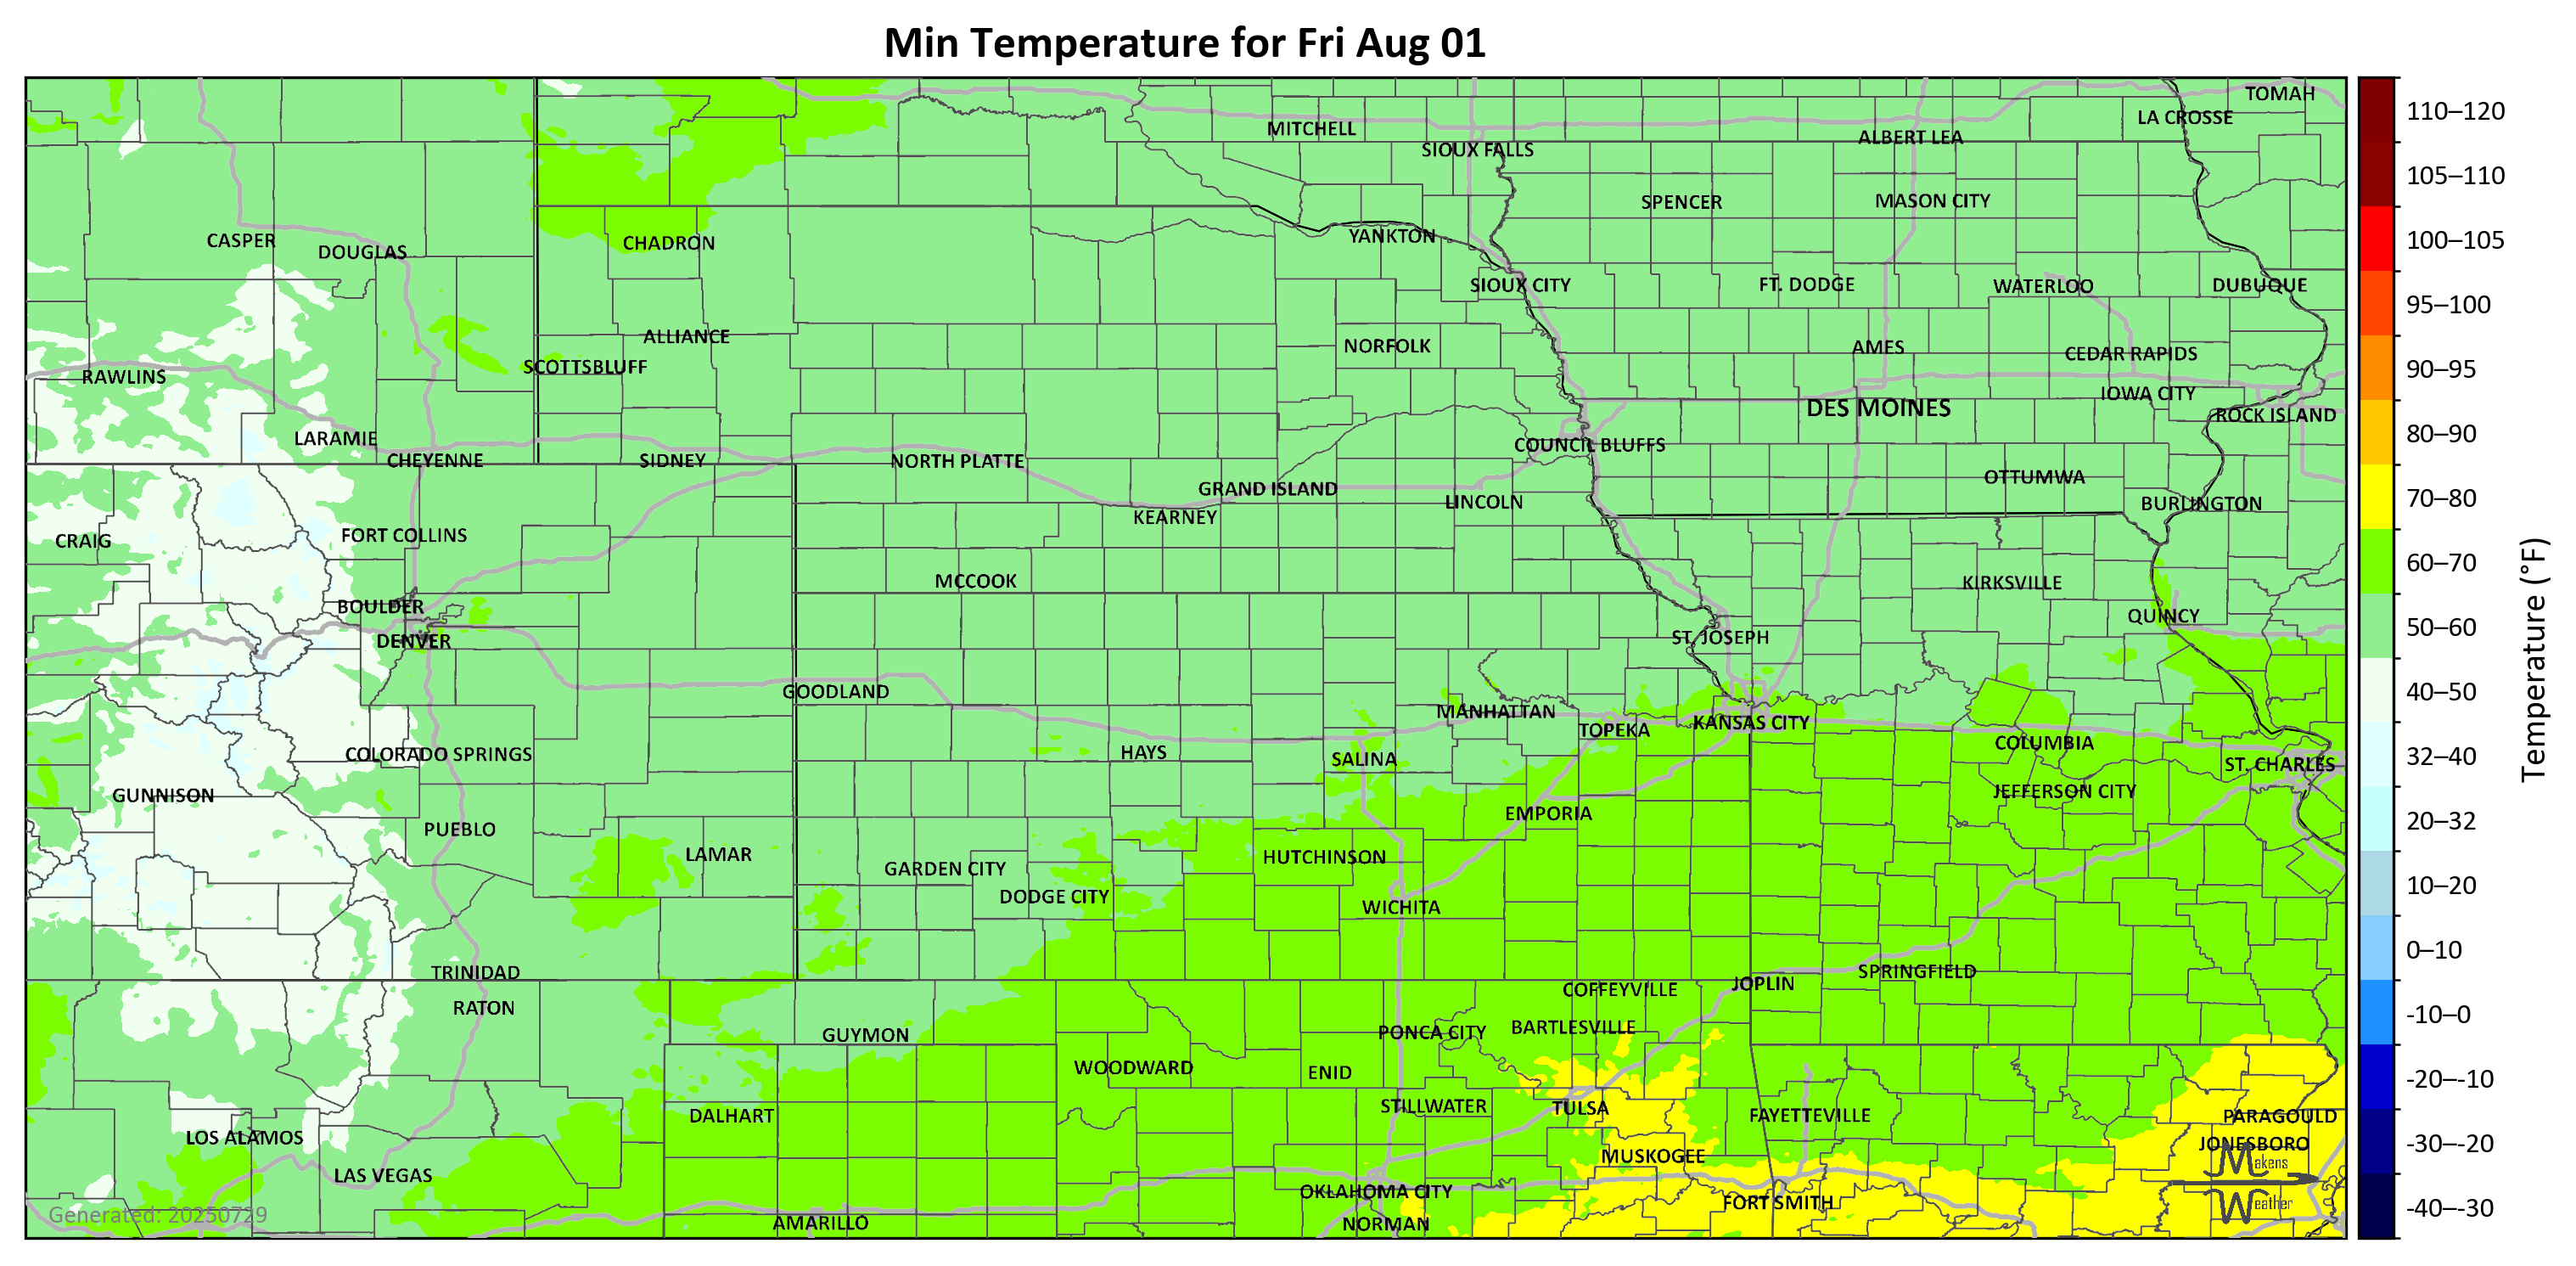 Min Temperature for Fri Aug 01
TOMAH
LA CROSSE
MITCHELL
ALBERT LEA
SIOUX FALLS
SPENCER
MASON CITY
CASPER
DOUGLAS
CHADRON
YANKTON
SIOUX CITY
FT. DODGE
WATERLOO
DUBUQUE
ALLIANCE
NORFOLK
AMES
CEDAR RAPIDS
SCOTTSBLUFF
RAWLINS
IOWA CITY
DES MOINES
ROCK ISLAND
LARAMIE
COUNCIL BLUFFS
CHEYENNE
SIDNEY
NORTH PLATTE
OTTUMWA
GRAND ISLAND
LINCOLN
BURLINGTON
KEARNEY
CRAIG
FORT COLLINS
MCCOOK
KIRKSVILLE
BOULDER
QUINCY
DENVER
ST. JOSEPH
GOODLAND
MANHATTAN
TOPEKA
KANSAS CITY
COLUMBIA
COLORADO SPRINGS
HAYS
SALINA
ST. CHARLES
GUNNISON
JEFFERSON CITY
EMPORIA
PUEBLO
LAMAR
HUTCHINSON
GARDEN CITY
DODGE CITY
WICHITA
TRINIDAD
SPRINGFIELD
JOPLIN
COFFEYVILLE
RATON
GUYMON
PONCA CITY
BARTLESVILLE
WOODWARD
ENID
STILLWATER
TULSA
DALHART
FAYETTEVILLE
PARAGOULD
LOS ALAMOS
JONESBORO
MUSKOGEE
LAS VEGAS
OKLAHOMA CITY
FORT SMITH
AMARILLO
NORMAN
Generated: 20250729
Makens
Weather
110–120
105–110
100–105
95–100
90–95
80–90
70–80
60–70
50–60
40–50
32–40
20–32
10–20
0–10
-10–0
-20–-10
-30–-20
-40–-30
Temperature (°F)